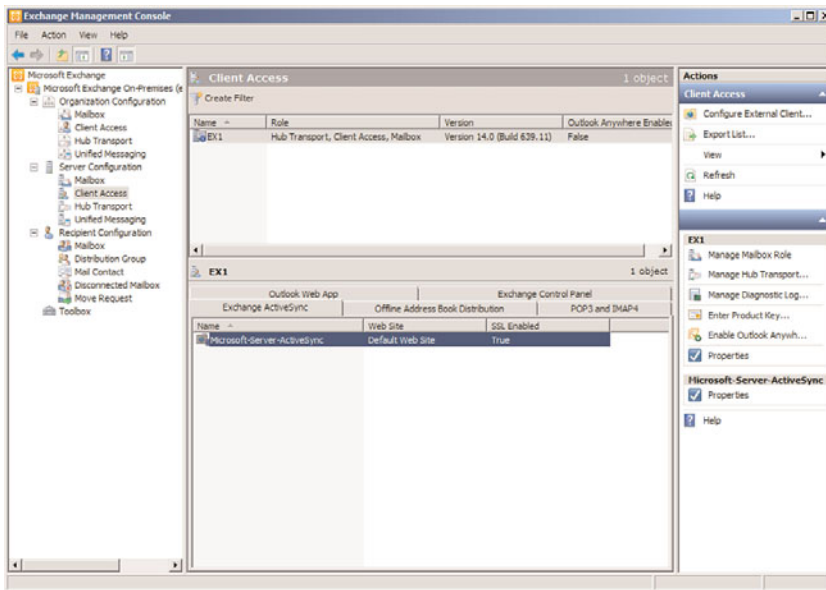 Exchange Management Console
File Action View Help
Microsoft Exchange
Microsoft Exchange On-Premises (e
Organization Configuration
Mailbox
Client Access
Hub Transport
Unified Messaging
Server Configuration
Mailbox
Client Access
Hub Transport
Unified Messaging
Recipient Configuration
Mailbox
Distribution Group
Mail Contact
Disconnected Mailbox
Move Request
Toolbox
Client Access 1 object
Create Filter
Name Role Version Outlook Anywhere Enabled
EX1 Hub Transport, Client Access, Mailbox Version 14.0 (Build 639.11) False
EX1 1 object
Outlook Web App Exchange Control Panel
Exchange ActiveSync Offline Address Book Distribution POP3 and IMAP4
Name Web Site SSL Enabled
Microsoft-Server-ActiveSync Default Web Site True
Actions
Client Access
Configure External Client...
Export List...
View
Refresh
Help
EX1
Manage Mailbox Role
Manage Hub Transport...
Manage Diagnostic Log...
Enter Product Key...
Enable Outlook Anywh...
Properties
Microsoft-Server-ActiveSync
Properties
Help